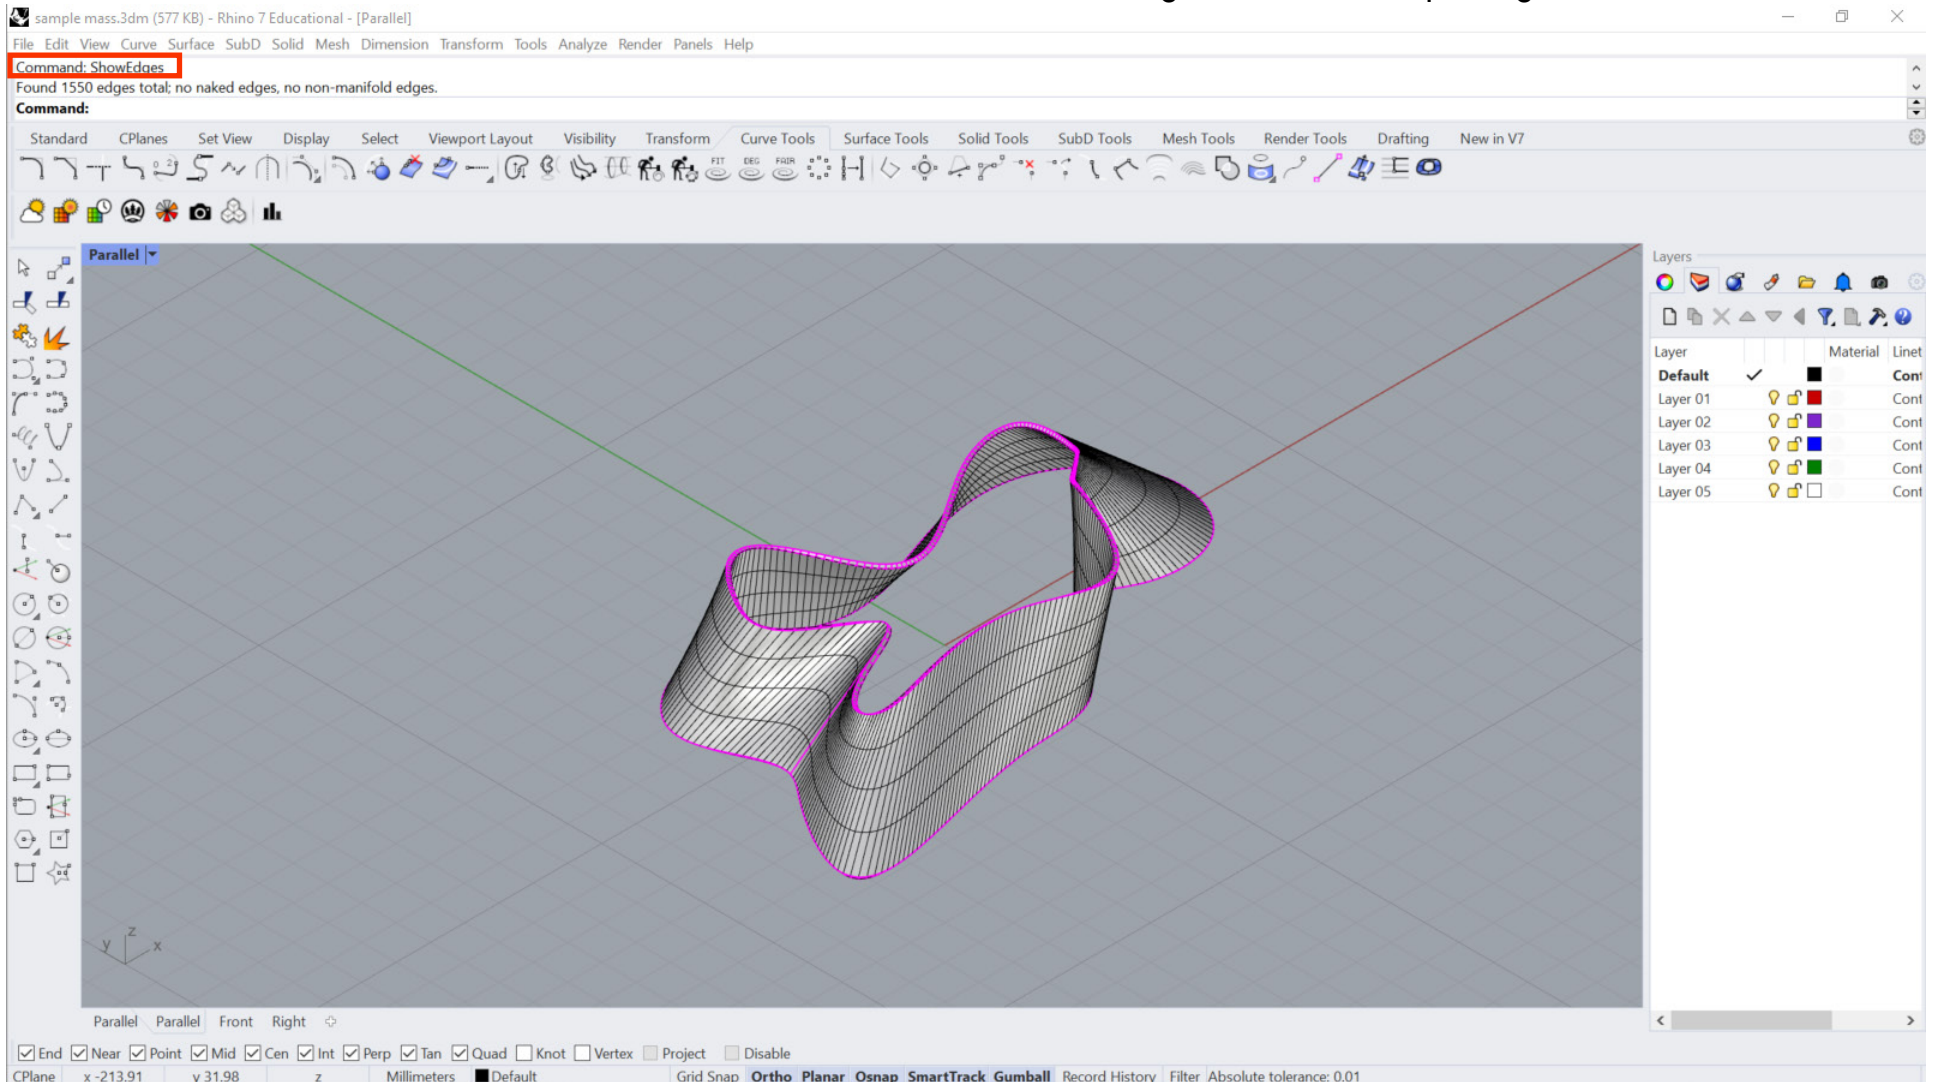 sample mass.3dm (577 KB) - Rhino 7 Educational - [Parallel]
File Edit View Curve Surface SubD Solid Mesh Dimension Transform Tools Analyze Render Panels Help
Command: ShowEdges
Found 1550 edges total; no naked edges, no non-manifold edges.
Command:
Standard CPlanes Set View Display Select Viewport Layout Visibility Transform Curve Tools Surface Tools Solid Tools SubD Tools Mesh Tools Render Tools Drafting New in V7
FIT DEG FAIR
Parallel
Layers
Layer Material Linet
Default Cont
Layer 01 Cont
Layer 02 Cont
Layer 03 Cont
Layer 04 Cont
Layer 05 Cont
z
y x
Parallel Parallel Front Right
End Near Point Mid Cen Int Perp Tan Quad Knot Vertex Project Disable
CPlane x -213.91 y 31.98 z Millimeters Default Grid Snap Ortho Planar Osnap SmartTrack Gumball Record History Filter Absolute tolerance: 0.01